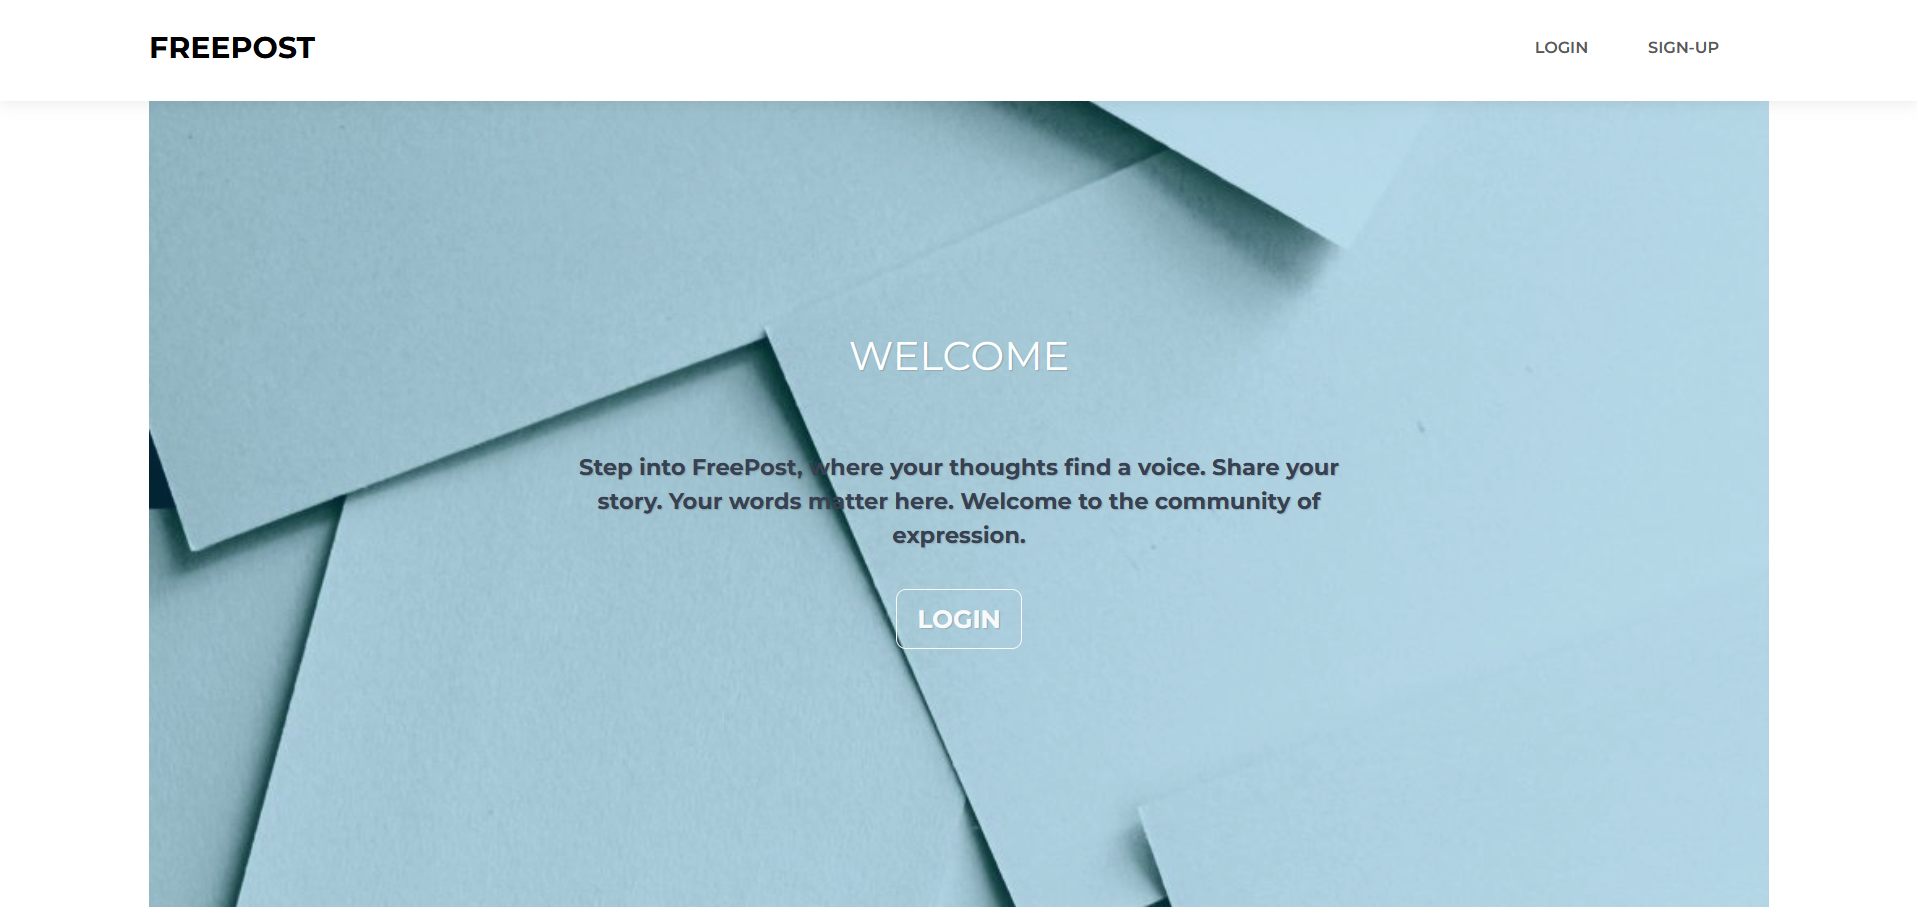 FREEPOST
LOGIN
SIGN-UP
WELCOME
Step into FreePost, where your thoughts find a voice. Share your
story. Your words matter here. Welcome to the community of
expression.
LOGIN